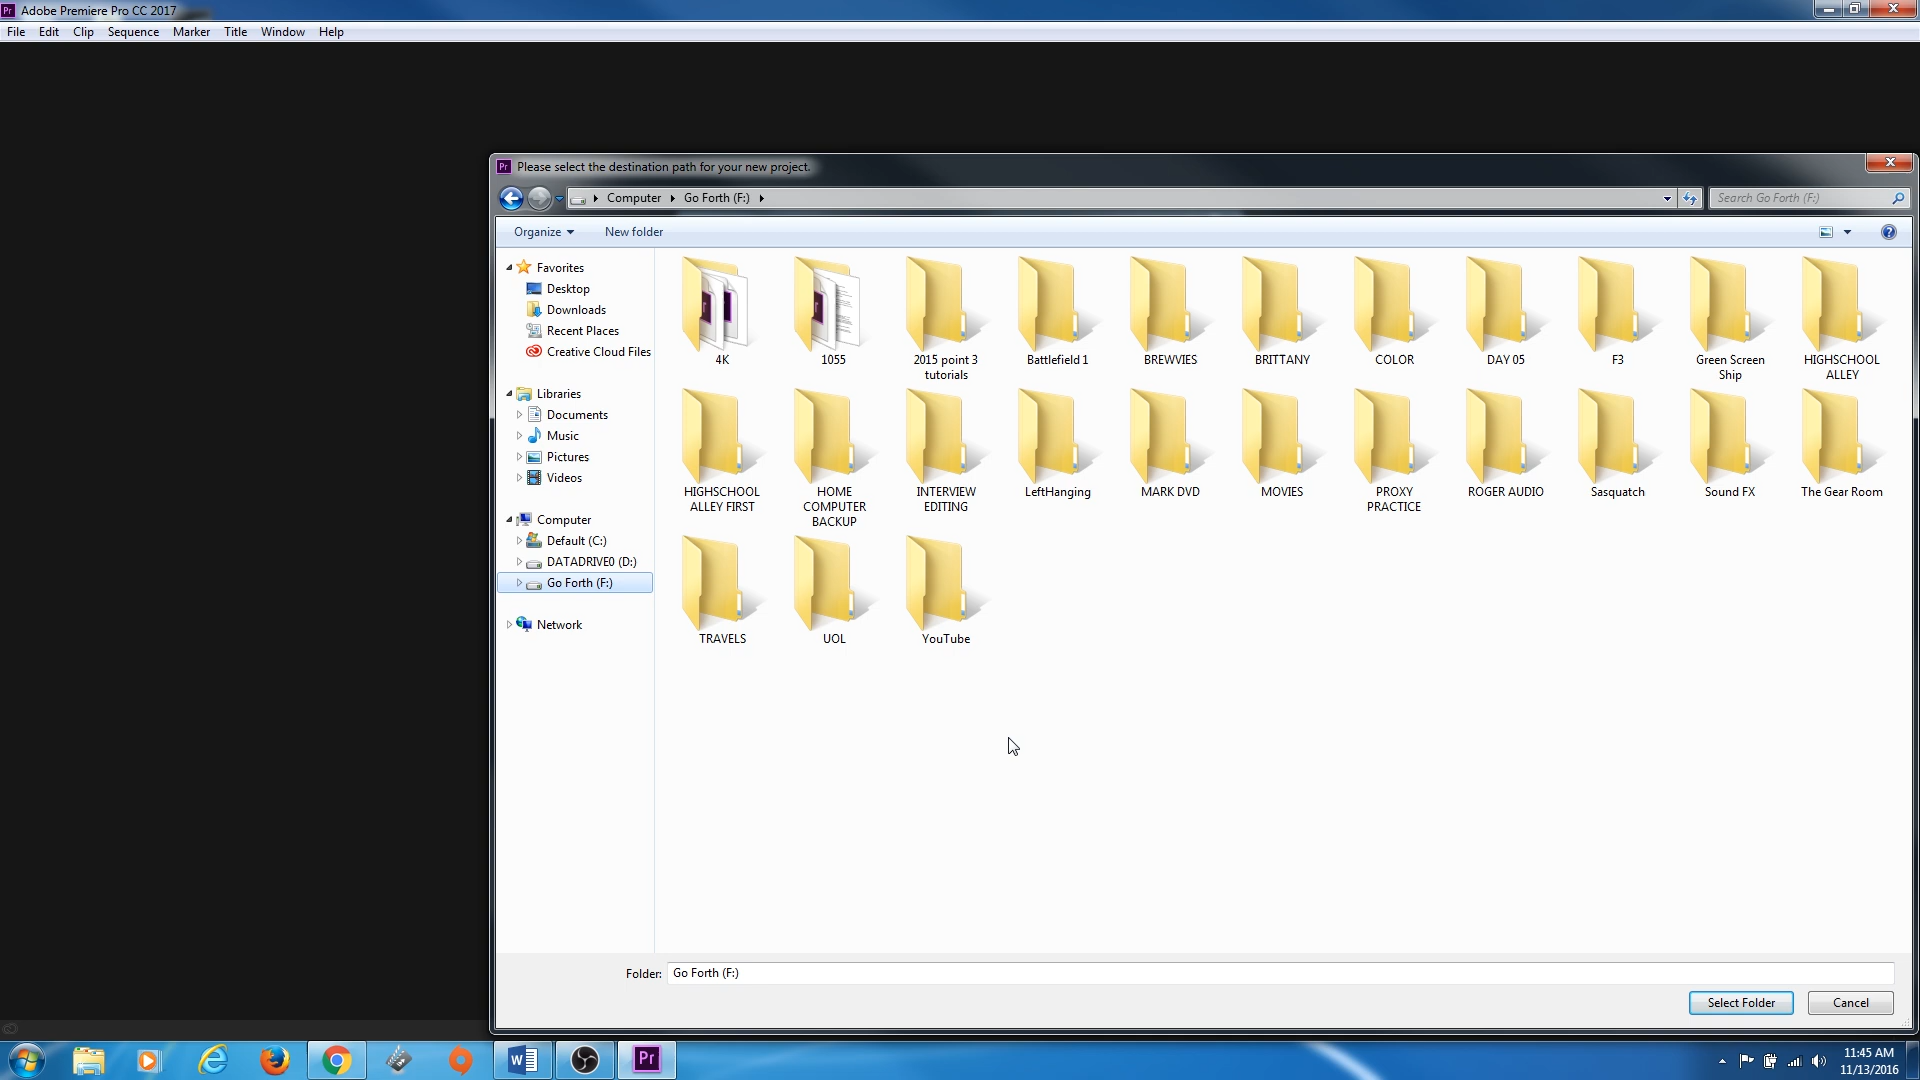 Pr Adobe Premiere Pro CC 2017
File Edit Clip Sequence Marker Title Window Help
Pr Please select the destination path for your new project.
Computer Go Forth (F:)
Search Go Forth (F:)
Organize New folder
Favorites
Desktop
Downloads
Recent Places
Creative Cloud Files
Libraries
Documents
Music
Pictures
Videos
Computer
Default (C:)
DATADRIVE0 (D:)
Go Forth (F:)
Network
4K
1055
2015 point 3
tutorials
Battlefield 1
BREWVIES
BRITTANY
COLOR
DAY 05
F3
Green Screen
Ship
HIGHSCHOOL
ALLEY
HIGHSCHOOL
ALLEY FIRST
HOME
COMPUTER
BACKUP
INTERVIEW
EDITING
LeftHanging
MARK DVD
MOVIES
PROXY
PRACTICE
ROGER AUDIO
Sasquatch
Sound FX
The Gear Room
TRAVELS
UOL
YouTube
Folder: Go Forth (F:)
Select Folder Cancel
W Pr
11:45 AM
11/13/2016